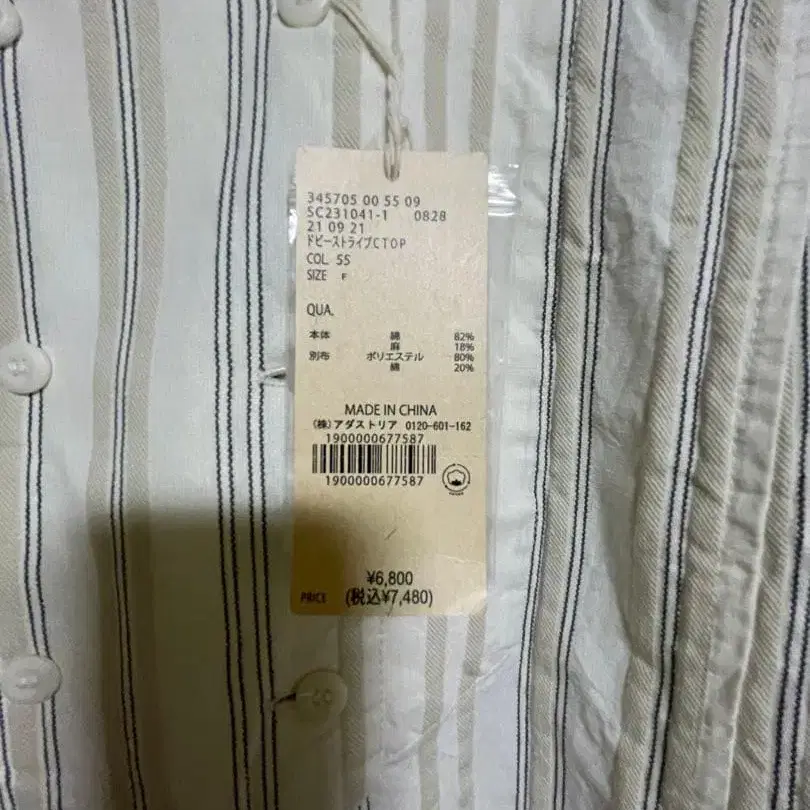 345705 00 55 09
SC231041-1 0828
21 09 21
ドビーストライプCTOP
COL. 55
SIZE F
QUA.
本体 綿 82%
麻 18%
別布 ポリエステル 80%
綿 20%
MADE IN CHINA
(株)アダストリア 0120-601-162
1900000677587
1900000677587
¥6,800
PRICE (税込¥7,480)